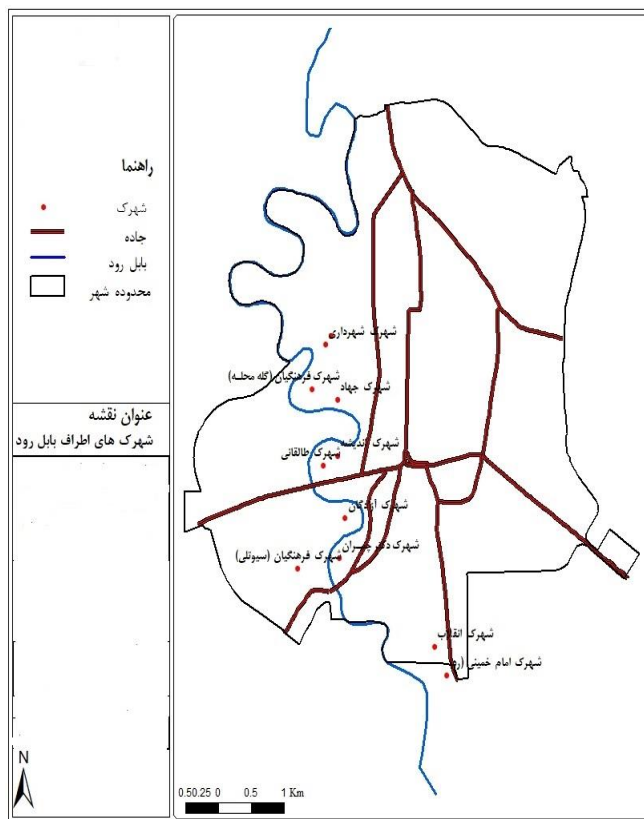 راهنما
شهرک
جاده
بابل رود
محدوده شهر
عنوان نقشه
شهرک های اطراف بابل رود
N
شهرک شهرداری
شهرک فرهنگیان (گله محله)
شهرک جهاد
شهرک اندیشه
شهرک طالقانی
شهرک آزادگان
شهرک دکتر چمران
شهرک فرهنگیان (سیوتلی)
شهرک انقلاب
شهرک امام خمینی (ره)
0.50.25 0 0.5 1 Km